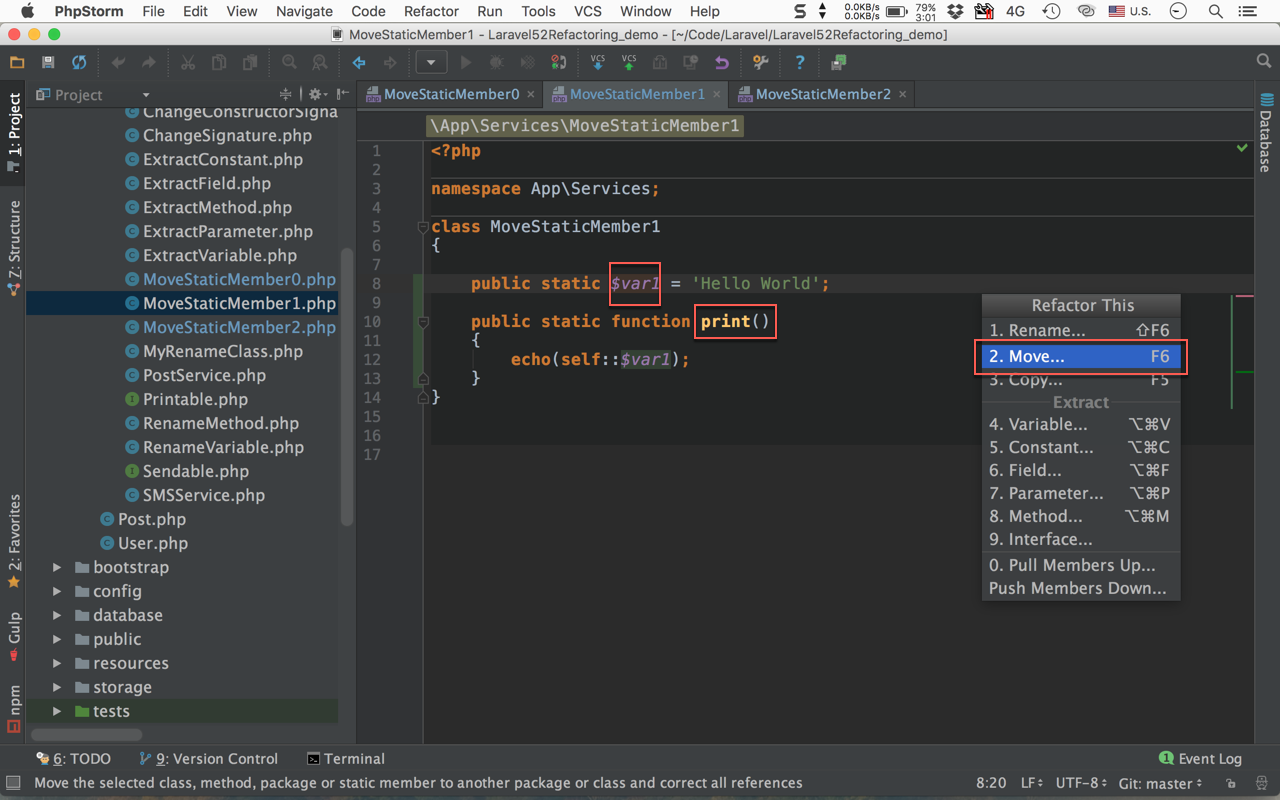 PhpStorm File Edit View Navigate Code Refactor Run Tools VCS Window Help 0.0KB/s 0.0KB/s 79% 3:01 4G U.S.
MoveStaticMember1 - Laravel52Refactoring_demo - [~/Code/Laravel/Laravel52Refactoring_demo]
VCS VCS ?
Project
MoveStaticMember0 × MoveStaticMember1 × MoveStaticMember2 ×
\App\Services\MoveStaticMember1
1: Project
7: Structure
2: Favorites
Gulp
npm
ChangeConstructorSigna
ChangeSignature.php
ExtractConstant.php
ExtractField.php
ExtractMethod.php
ExtractParameter.php
ExtractVariable.php
MoveStaticMember0.php
MoveStaticMember1.php
MoveStaticMember2.php
MyRenameClass.php
PostService.php
Printable.php
RenameMethod.php
RenameVariable.php
Sendable.php
SMSService.php
Post.php
User.php
bootstrap
config
database
public
resources
storage
tests
1 <?php
2
3 namespace App\Services;
4
5 class MoveStaticMember1
6 {
7
8 public static $var1 = 'Hello World';
9
10 public static function print()
11 {
12 echo(self::$var1);
13 }
14 }
15
16
17
Refactor This
1. Rename... ⇧F6
2. Move... F6
3. Copy... F5
Extract
4. Variable... ⌥⌘V
5. Constant... ⌥⌘C
6. Field... ⌥⌘F
7. Parameter... ⌥⌘P
8. Method... ⌥⌘M
9. Interface...
0. Pull Members Up...
Push Members Down...
Database
6: TODO 9: Version Control Terminal 1 Event Log
Move the selected class, method, package or static member to another package or class and correct all references 8:20 LF UTF-8 Git: master